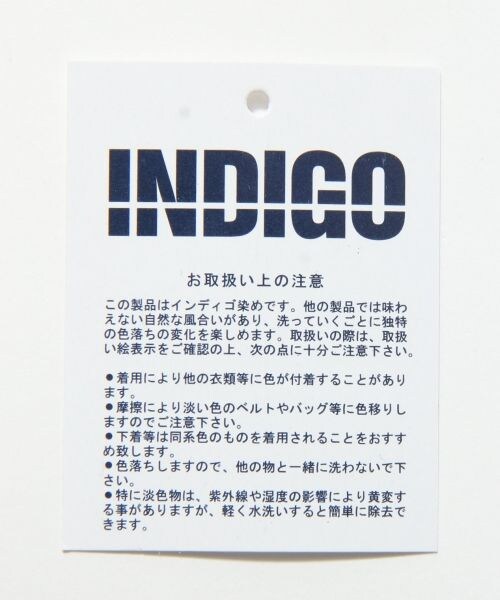 INDIGO
お取扱い上の注意
この製品はインディゴ染めです。他の製品では味わ
えない自然な風合いがあり、洗っていくごとに独特
の色落ちの変化を楽しめます。取扱いの際は、取扱
い絵表示をご確認の上、次の点に十分ご注意下さい。
●着用により他の衣類等に色が付着することがあり
ます。
●摩擦により淡い色のベルトやバッグ等に色移りし
ますのでご注意下さい。
●下着等は同系色のものを着用されることをおすす
め致します。
●色落ちしますので、他の物と一緒に洗わないで下
さい。
●特に淡色物は、紫外線や湿度の影響により黄変す
る事がありますが、軽く水洗いすると簡単に除去で
きます。